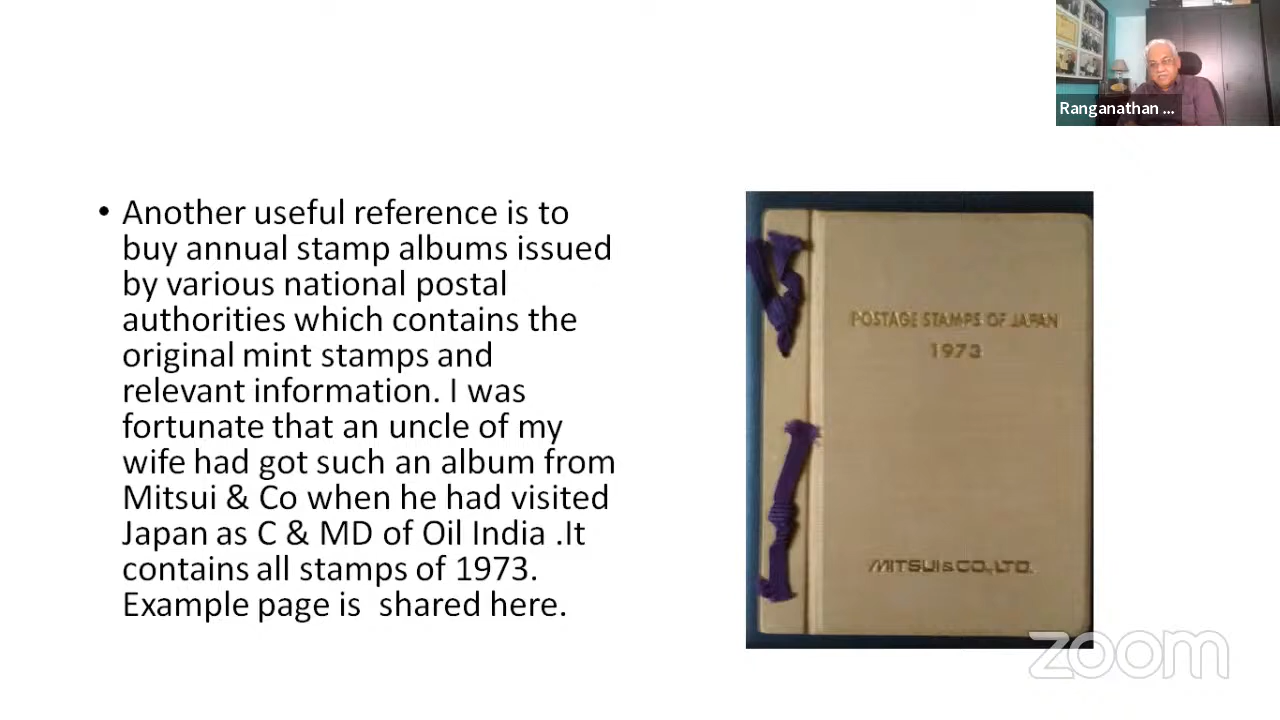 Ranganathan ...
• Another useful reference is to
buy annual stamp albums issued
by various national postal
authorities which contains the
original mint stamps and
relevant information. I was
fortunate that an uncle of my
wife had got such an album from
Mitsui & Co when he had visited
Japan as C & MD of Oil India .It
contains all stamps of 1973.
Example page is  shared here.
POSTAGE STAMPS OF JAPAN
1973
MITSUI & CO., LTD.
zoom